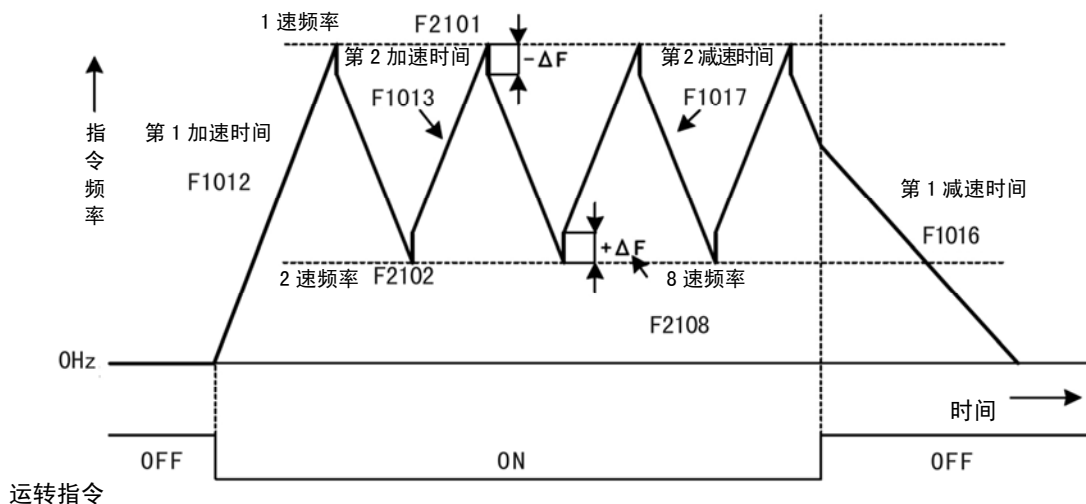 1 速频率
F2101
第 2 加速时间
-ΔF
第2 减速时间
指令频率
F1013
F1017
第 1 加速时间
F1012
第 1 减速时间
F1016
+ΔF
2 速频率
F2102
8 速频率
F2108
0Hz
时间
OFF
ON
OFF
运转指令